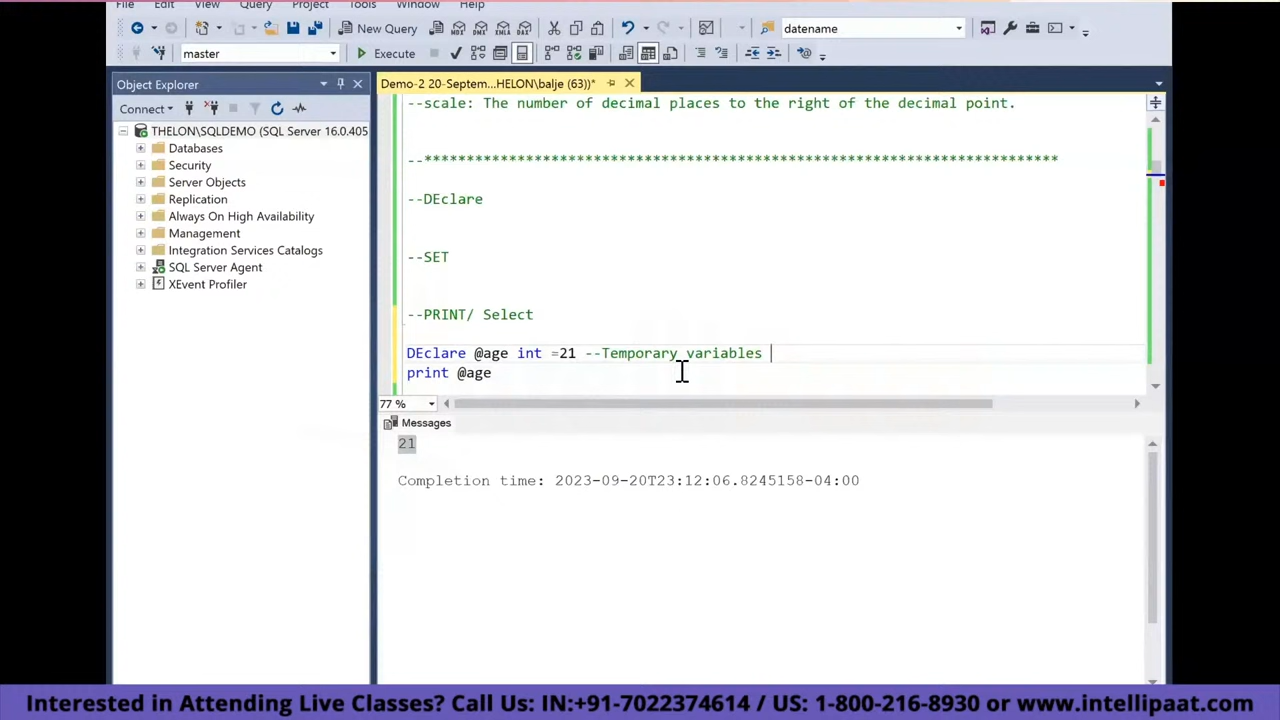 File Edit View Query Project Tools Window Help
New Query datename
master Execute
Object Explorer
Connect
THELON\SQLDEMO (SQL Server 16.0.405
Databases
Security
Server Objects
Replication
Always On High Availability
Management
Integration Services Catalogs
SQL Server Agent
XEvent Profiler
Demo-2 20-Septem...HELON\balje (63))*
--scale: The number of decimal places to the right of the decimal point.
--****************************************************************************
--DEclare
--SET
--PRINT/ Select
DEclare @age int =21 --Temporary variables
print @age
77 %
Messages
21
Completion time: 2023-09-20T23:12:06.8245158-04:00
Interested in Attending Live Classes? Call Us: IN:+91-7022374614 / US: 1-800-216-8930 or www.intellipaat.com